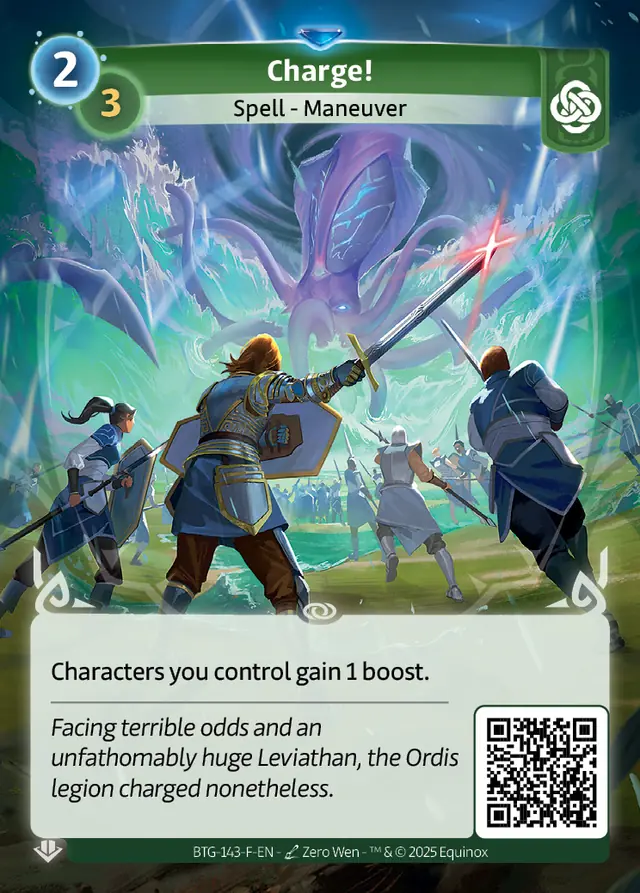 2
Charge!
3
Spell - Maneuver
Characters you control gain 1 boost.
Facing terrible odds and an
unfathomably huge Leviathan, the Ordis
legion charged nonetheless.
BTG-143-F-EN - Zero Wen - ™ & © 2025 Equinox